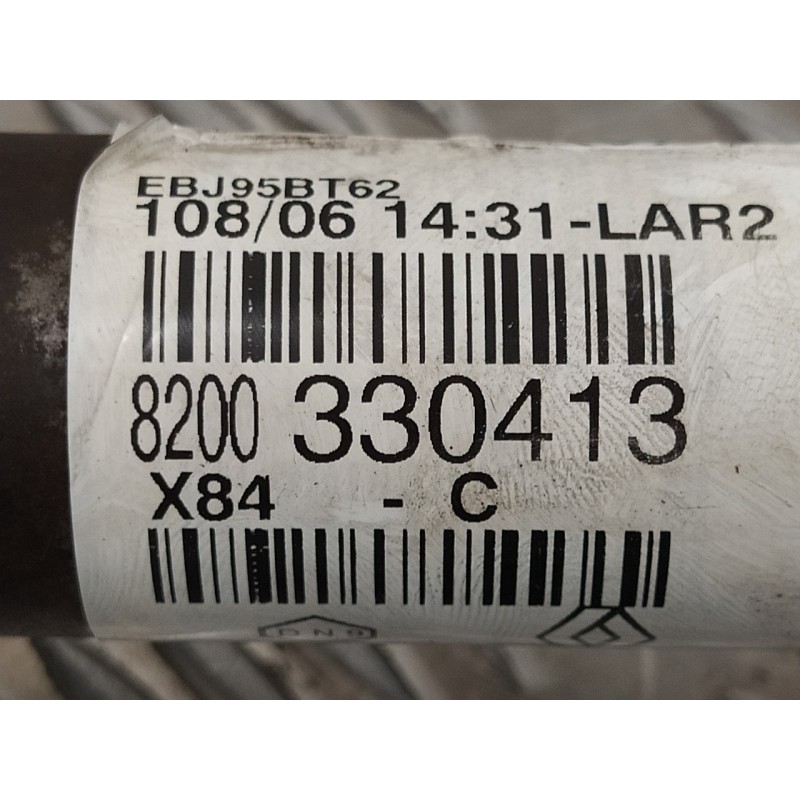 EBJ95BT62
108/06 14:31-LAR2
8200 330413
X84 - C